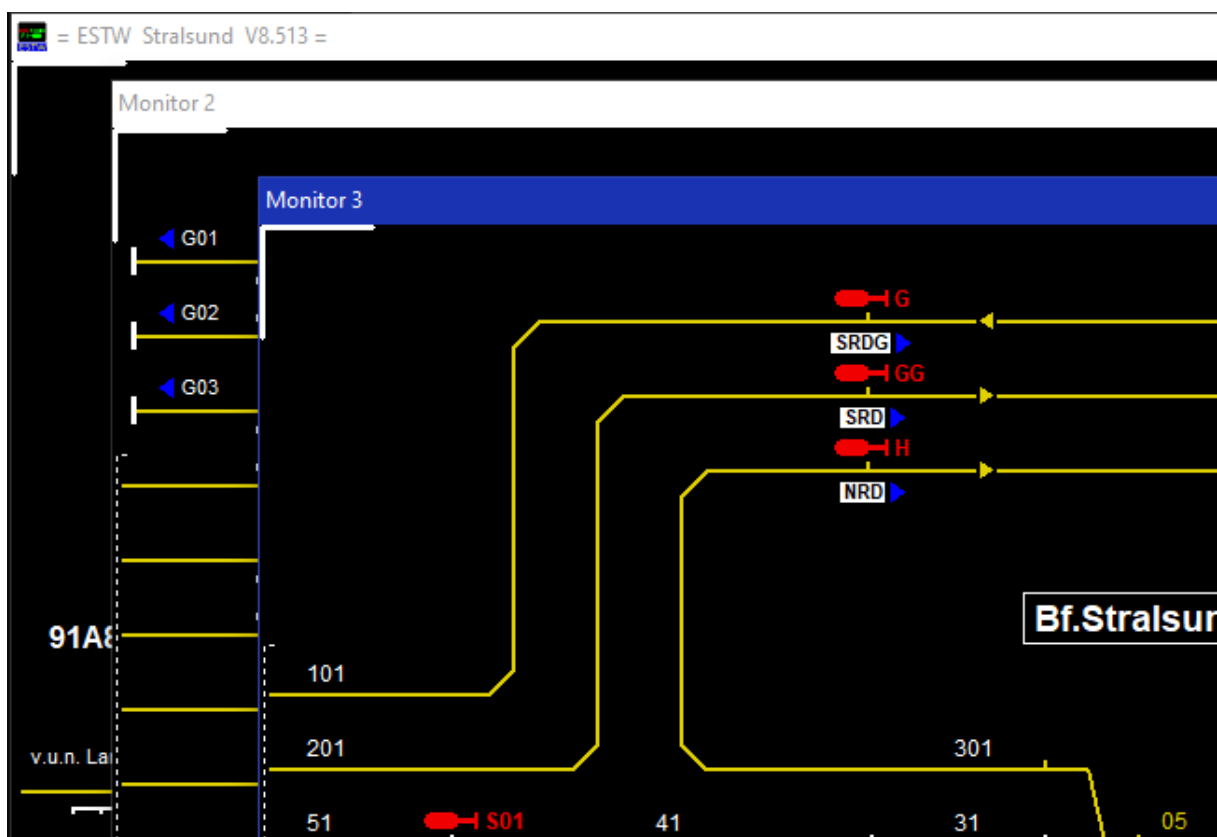 = ESTW Stralsund V8.513 =
Monitor 2
Monitor 3
G01
G02
G03
G
SRDG
GG
SRD
H
NRD
91A8
v.u.n.
101
201
301
51
S01
41
31
05
Bf.Stralsun
ESTW